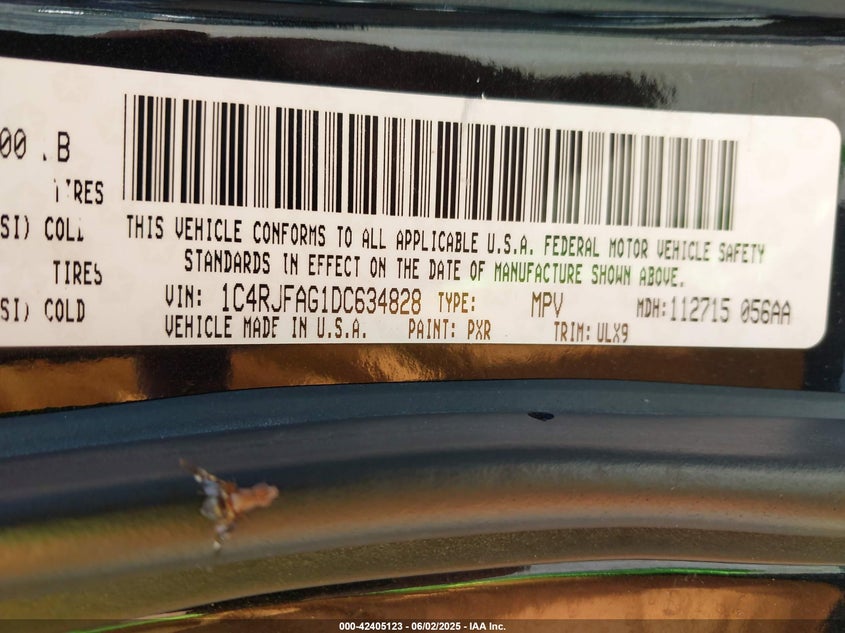 00 .B
TIRES
SI) COLD
TIRES
SI) COLD
THIS VEHICLE CONFORMS TO ALL APPLICABLE U.S.A. FEDERAL MOTOR VEHICLE SAFETY
STANDARDS IN EFFECT ON THE DATE OF MANUFACTURE SHOWN ABOVE.
VIN: 1C4RJFAG1DC634828 TYPE: MPV MDH:112715 056AA
VEHICLE MADE IN U.S.A. PAINT: PXR TRIM:ULX9
000-42405123 - 06/02/2025 - IAA Inc.